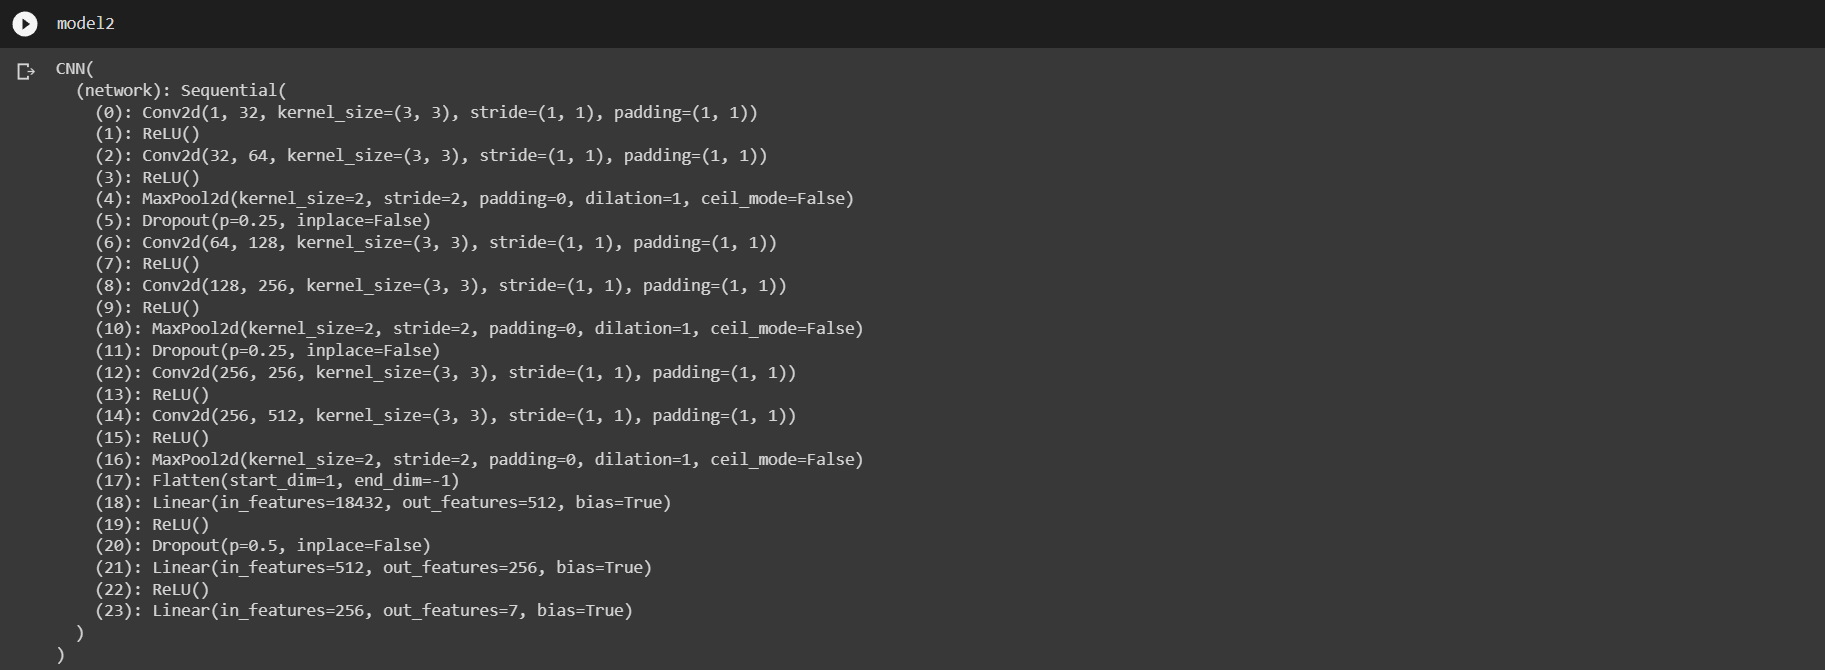 model2
CNN(
(network): Sequential(
(0): Conv2d(1, 32, kernel_size=(3, 3), stride=(1, 1), padding=(1, 1))
(1): ReLU()
(2): Conv2d(32, 64, kernel_size=(3, 3), stride=(1, 1), padding=(1, 1))
(3): ReLU()
(4): MaxPool2d(kernel_size=2, stride=2, padding=0, dilation=1, ceil_mode=False)
(5): Dropout(p=0.25, inplace=False)
(6): Conv2d(64, 128, kernel_size=(3, 3), stride=(1, 1), padding=(1, 1))
(7): ReLU()
(8): Conv2d(128, 256, kernel_size=(3, 3), stride=(1, 1), padding=(1, 1))
(9): ReLU()
(10): MaxPool2d(kernel_size=2, stride=2, padding=0, dilation=1, ceil_mode=False)
(11): Dropout(p=0.25, inplace=False)
(12): Conv2d(256, 256, kernel_size=(3, 3), stride=(1, 1), padding=(1, 1))
(13): ReLU()
(14): Conv2d(256, 512, kernel_size=(3, 3), stride=(1, 1), padding=(1, 1))
(15): ReLU()
(16): MaxPool2d(kernel_size=2, stride=2, padding=0, dilation=1, ceil_mode=False)
(17): Flatten(start_dim=1, end_dim=-1)
(18): Linear(in_features=18432, out_features=512, bias=True)
(19): ReLU()
(20): Dropout(p=0.5, inplace=False)
(21): Linear(in_features=512, out_features=256, bias=True)
(22): ReLU()
(23): Linear(in_features=256, out_features=7, bias=True)
)
)